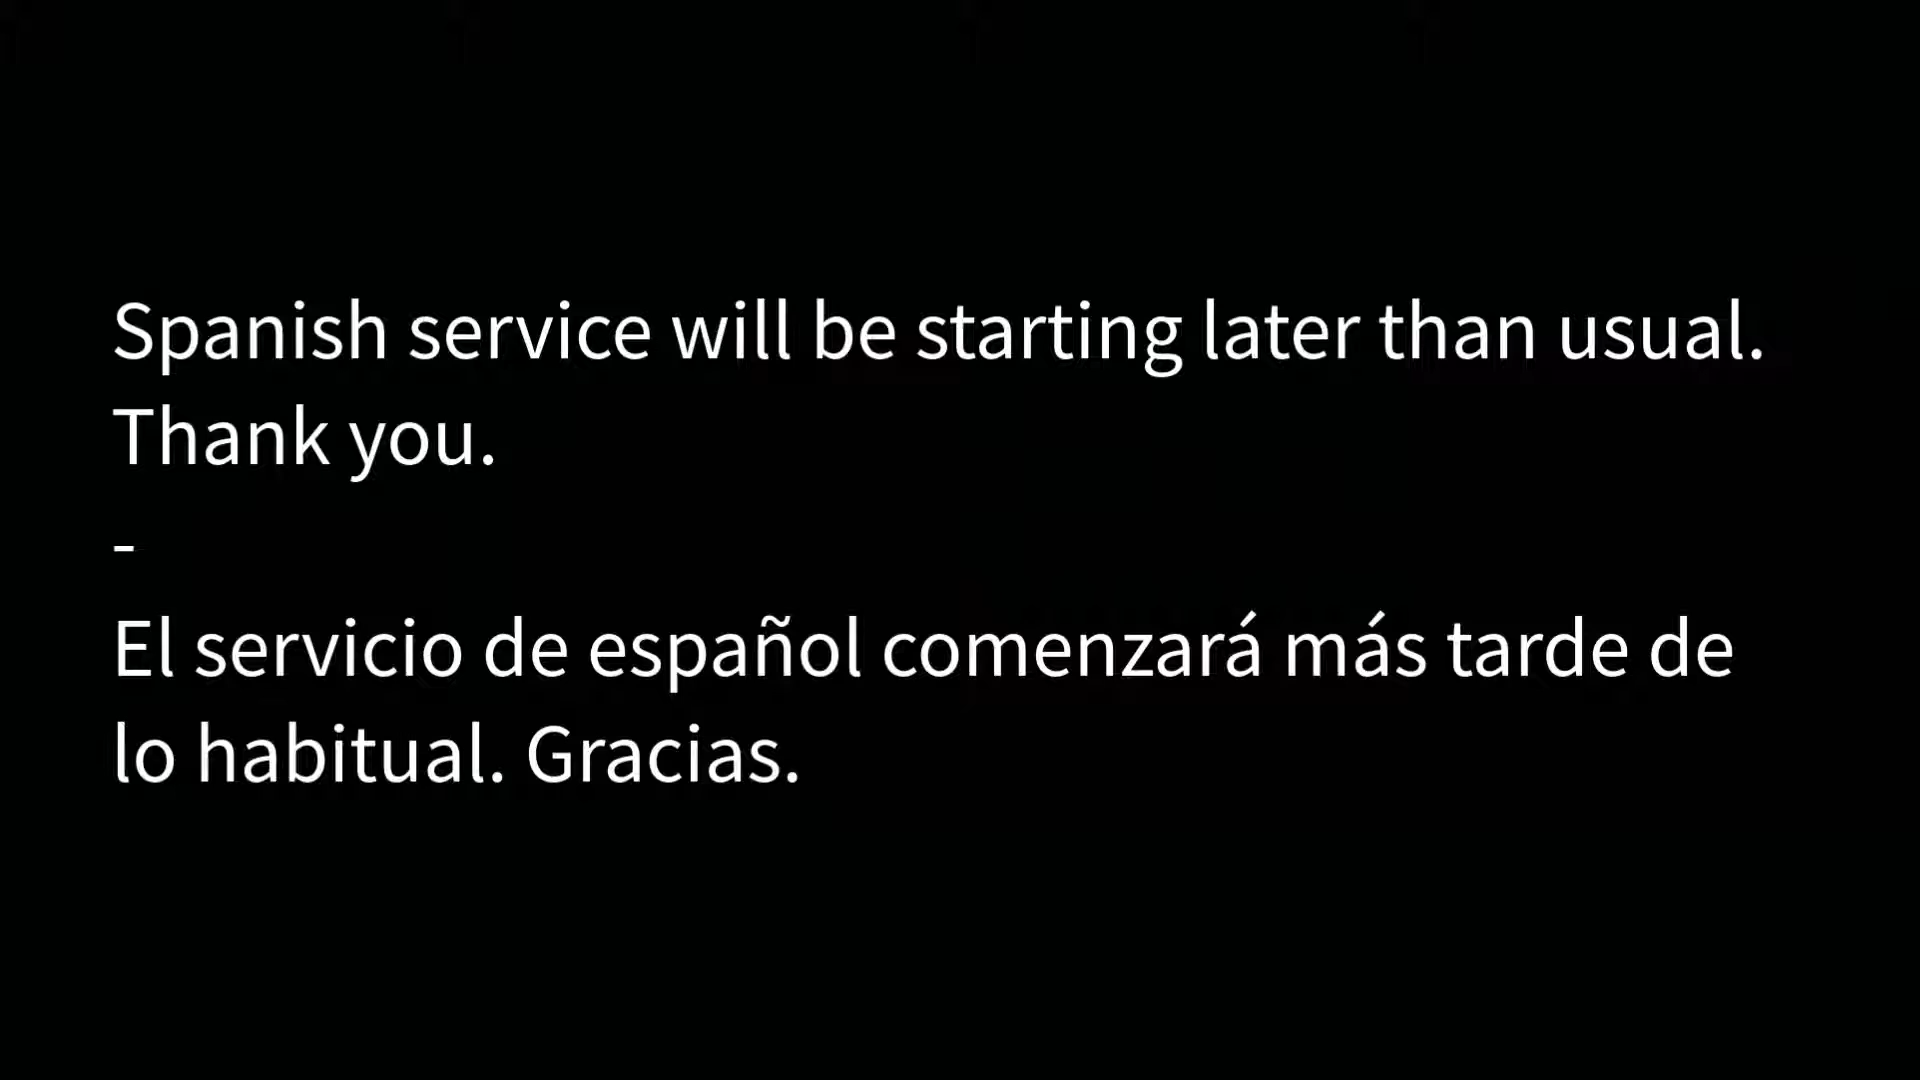 Spanish service will be starting later than usual.
Thank you.
-
El servicio de español comenzará más tarde de
lo habitual. Gracias.